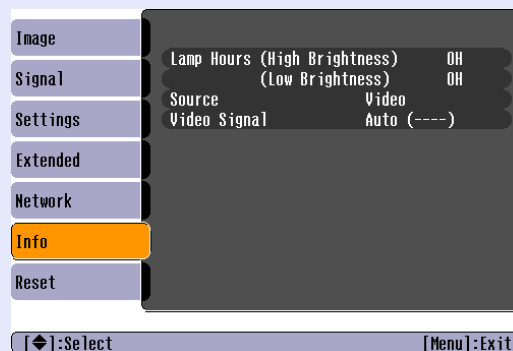 Image
Signal
Settings
Extended
Network
Info
Reset
Lamp Hours (High Brightness) 0H
(Low Brightness) 0H
Source Video
Video Signal Auto (----)
[◆]:Select [Menu]:Exit